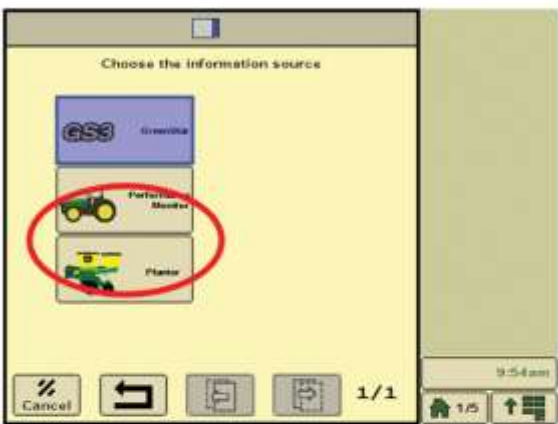 Choose the information source
GS3 GreenStar
Performance
Monitor
Planter
Cancel
1/1
9:54am
1/5